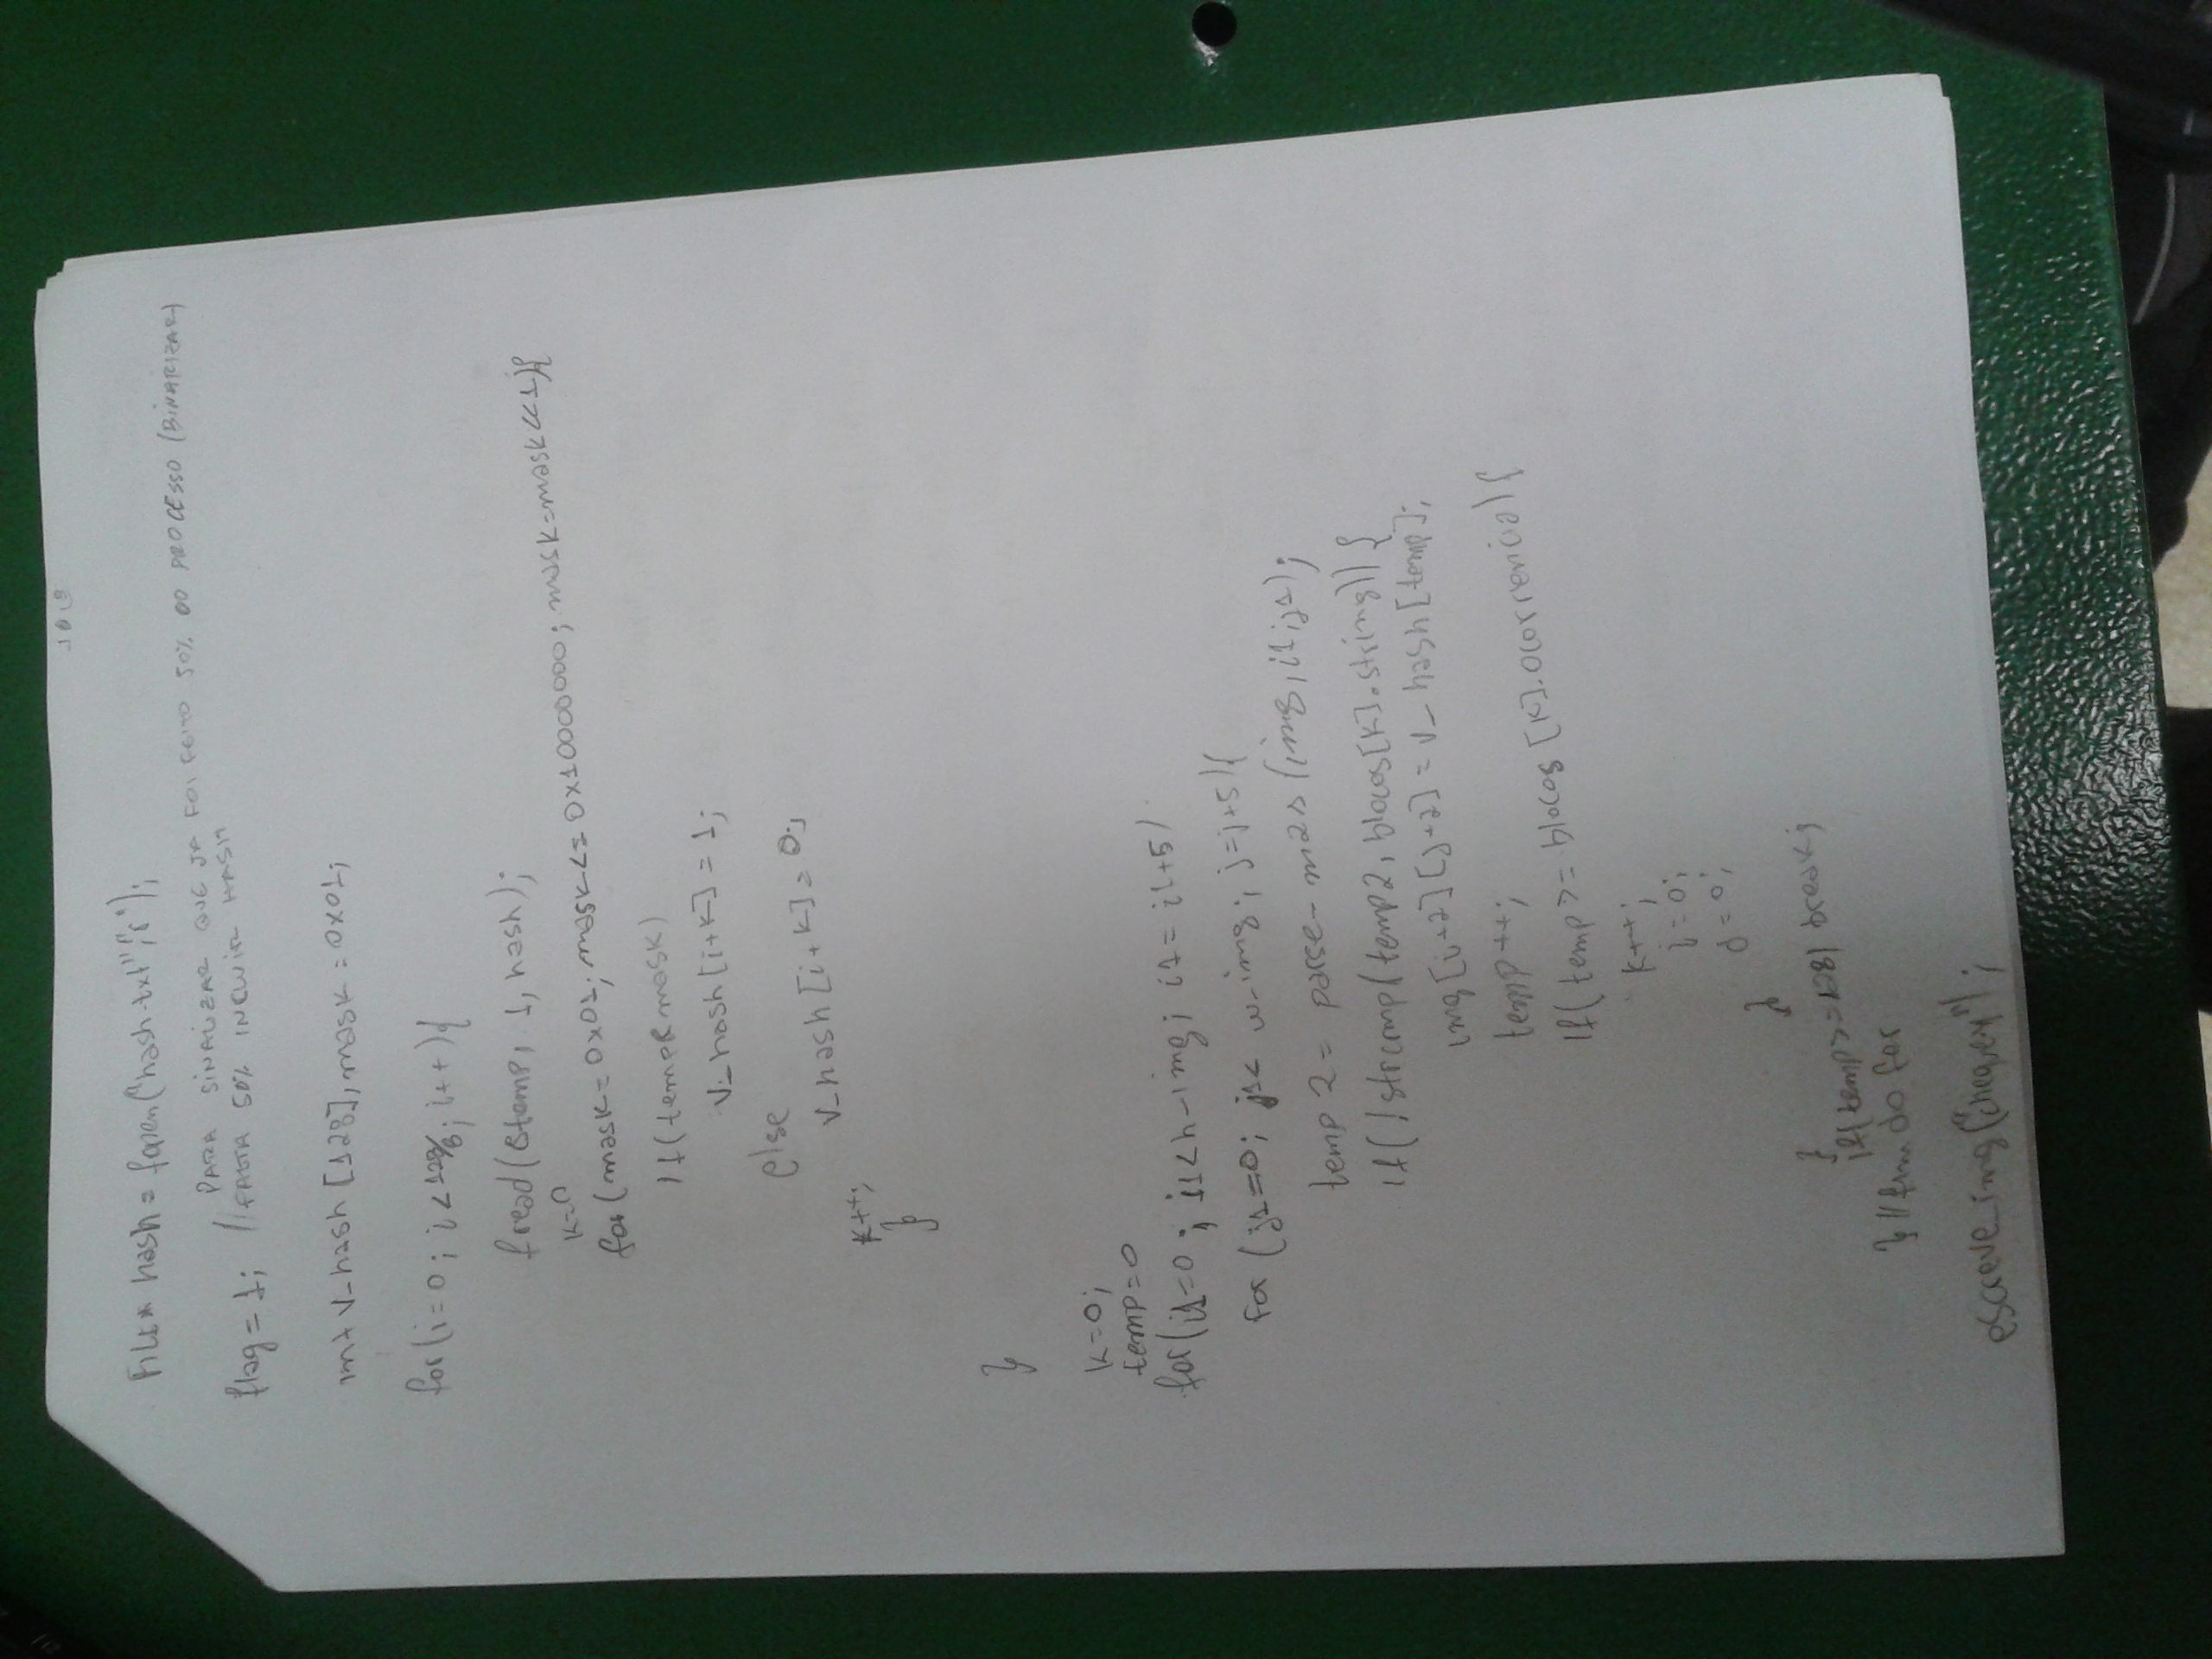 FILE* hash = fopen("hash.txt","r");
PARA SINALIZAR QUE JA FOI FEITO 50% DO PROCESSO (BINARIZAR)
flag = 1; // FALTA 50% INCLUIR HASH
int v_hash [128], mask = 0x01;
for(i=0; i<128/8; i++){
fread(&temp, 1, hash);
k=0
for(mask=0x01; mask<=0x10000000; mask=mask<<1){
if(temp&mask)
v_hash[i+k] = 1;
else
v_hash[i+k] = 0;
k++;
}
}
k=0;
temp=0
for(i1=0; i1<h-img; i1=i1+5)
for (j1=0; j1< w-img; j=j+5){
temp2 = parse-mas(img,i1,j1);
if(!strcmp(temp2, blocos[k].string)) {
img[i+2][j+2] = v_hash[temp];
temp++;
if(temp>= blocos[k].ocorrencia){
k++;
i=0;
j=0;
}
}
if(temp>=128) break;
} //fim do for
escreve_img(" ");